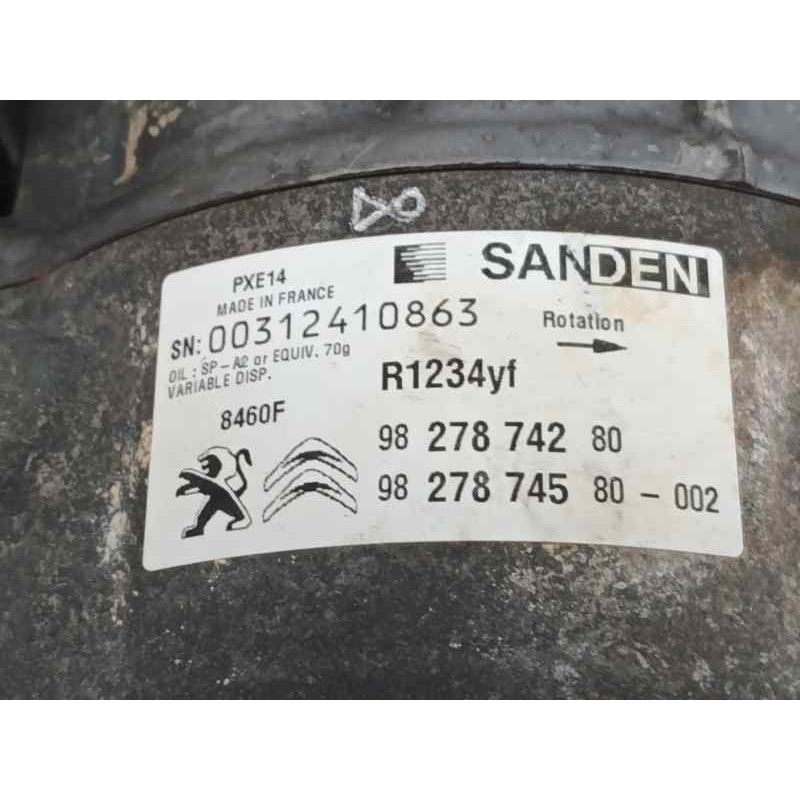 SANDEN
PXE14
MADE IN FRANCE
SN: 00312410863
Rotation
OIL : SP - A2 or EQUIV. 70g
VARIABLE DISP.
R1234yf
8460F
98 278 742 80
98 278 745 80 - 002